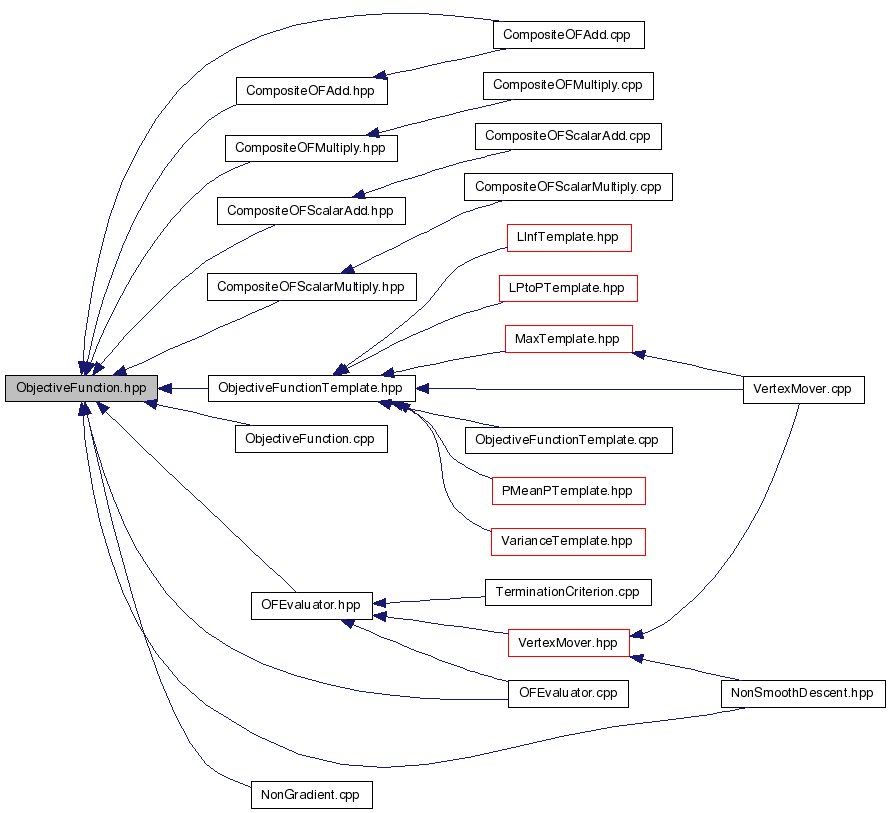 CompositeOFAdd.cpp
CompositeOFAdd.hpp
CompositeOFMultiply.cpp
CompositeOFMultiply.hpp
CompositeOFScalarAdd.cpp
CompositeOFScalarMultiply.cpp
CompositeOFScalarAdd.hpp
LInfTemplate.hpp
CompositeOFScalarMultiply.hpp
LPtoPTemplate.hpp
MaxTemplate.hpp
ObjectiveFunction.hpp
ObjectiveFunctionTemplate.hpp
VertexMover.cpp
ObjectiveFunction.cpp
ObjectiveFunctionTemplate.cpp
PMeanPTemplate.hpp
VarianceTemplate.hpp
TerminationCriterion.cpp
OFEvaluator.hpp
VertexMover.hpp
OFEvaluator.cpp
NonSmoothDescent.hpp
NonGradient.cpp